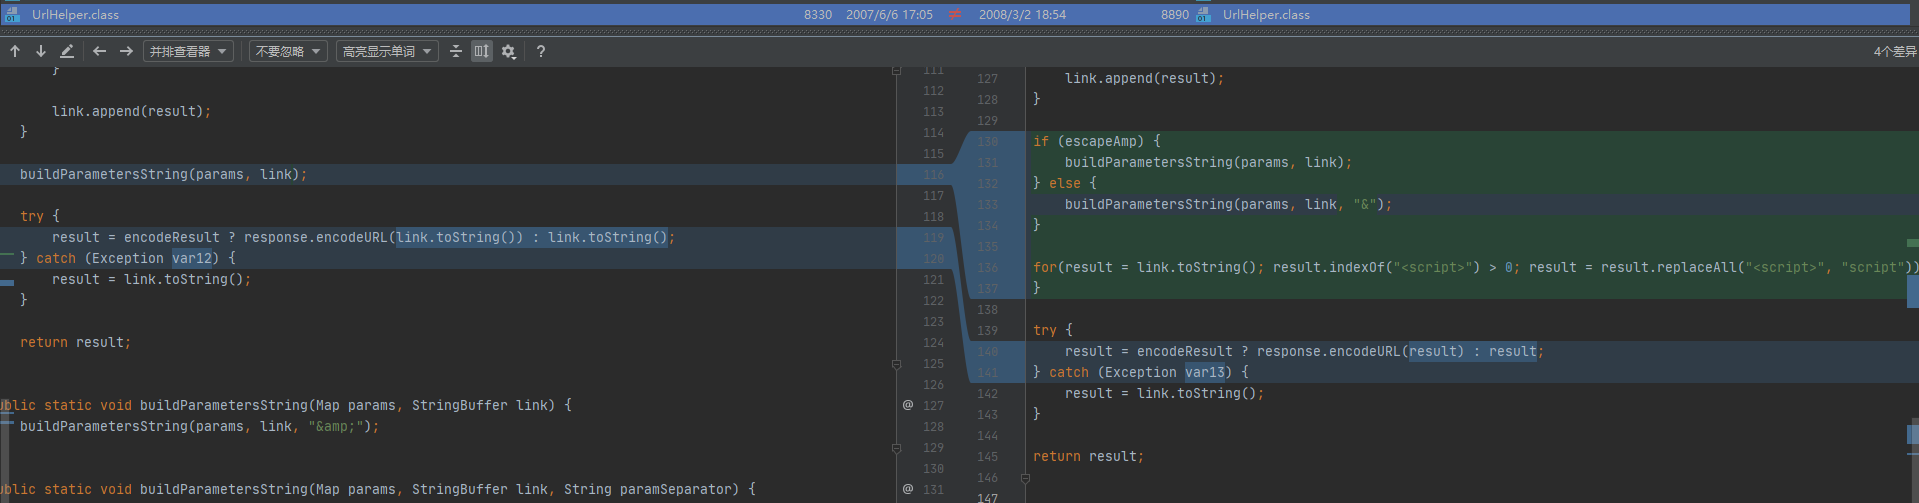 UrlHelper.class 8330 2007/6/6 17:05 ≠ 2008/3/2 18:54 8890 UrlHelper.class
并排查看器 不要忽略 高亮显示单词 ? 4个差异
}
link.append(result);
}
buildParametersString(params, link);
try {
result = encodeResult ? response.encodeURL(link.toString()) : link.toString();
} catch (Exception var12) {
result = link.toString();
}
return result;
ublic static void buildParametersString(Map params, StringBuffer link) {
buildParametersString(params, link, "&amp;");
ublic static void buildParametersString(Map params, StringBuffer link, String paramSeparator) {
111
112
113
114
115
116
117
118
119
120
121
122
123
124
125
126
@ 127
128
129
130
@ 131
127 link.append(result);
128 }
129
130 if (escapeAmp) {
131 buildParametersString(params, link);
132 } else {
133 buildParametersString(params, link, "&");
134 }
135
136 for(result = link.toString(); result.indexOf("<script>") > 0; result = result.replaceAll("<script>", "script"))
137 }
138
139 try {
140 result = encodeResult ? response.encodeURL(result) : result;
141 } catch (Exception var13) {
142 result = link.toString();
143 }
144
145 return result;
146
147